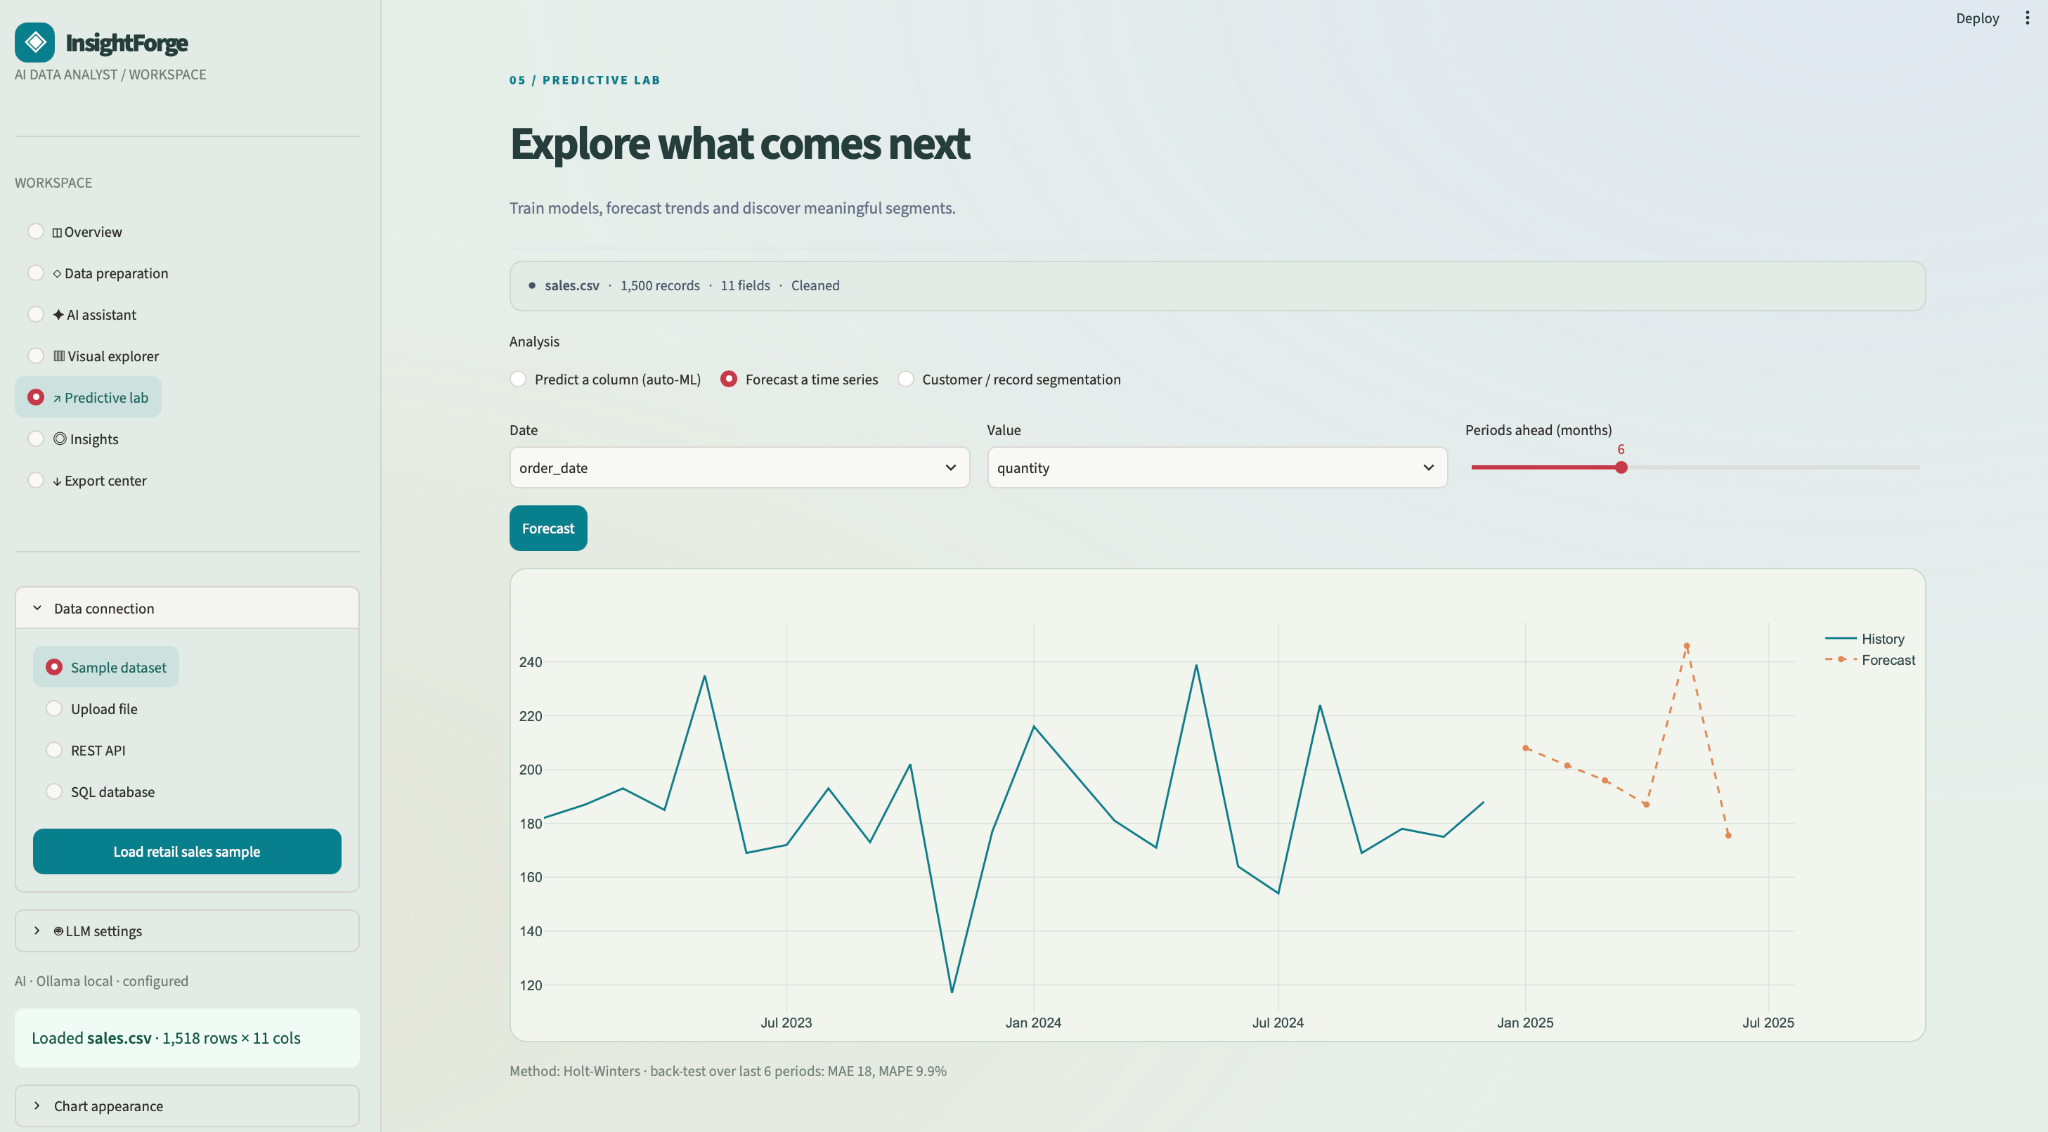 InsightForge
AI DATA ANALYST / WORKSPACE
WORKSPACE
Overview
Data preparation
AI assistant
Visual explorer
Predictive lab
Insights
Export center
Data connection
Sample dataset
Upload file
REST API
SQL database
Load retail sales sample
LLM settings
AI · Ollama local · configured
Loaded sales.csv · 1,518 rows × 11 cols
Chart appearance
Deploy
05 / PREDICTIVE LAB
Explore what comes next
Train models, forecast trends and discover meaningful segments.
sales.csv · 1,500 records · 11 fields · Cleaned
Analysis
Predict a column (auto-ML) Forecast a time series Customer / record segmentation
Date Value Periods ahead (months)
6
order_date quantity
Forecast
History
Forecast
240
220
200
180
160
140
120
Jul 2023 Jan 2024 Jul 2024 Jan 2025 Jul 2025
Method: Holt-Winters · back-test over last 6 periods: MAE 18, MAPE 9.9%